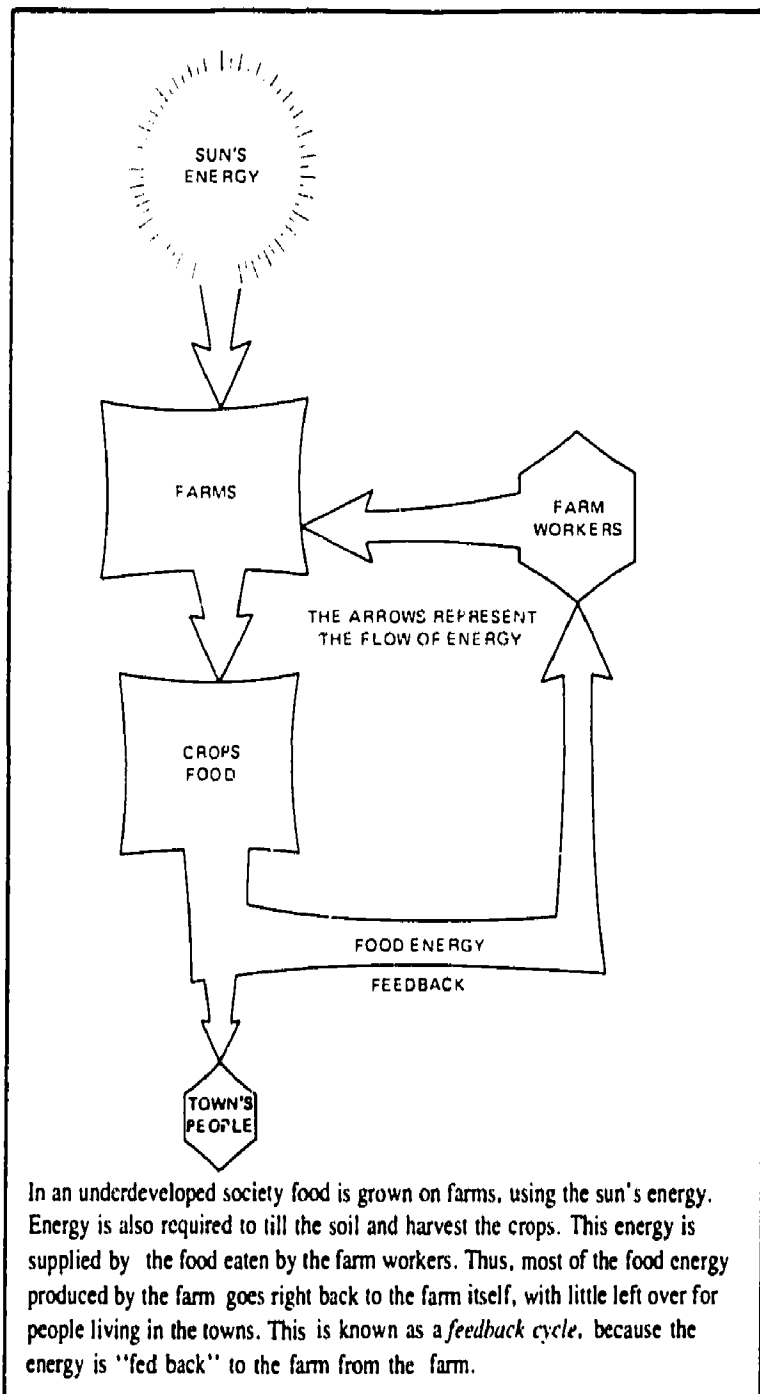 SUN'S
ENERGY
FARMS
FARM
WORKERS
THE ARROWS REPRESENT
THE FLOW OF ENERGY
CROPS
FOOD
FOOD ENERGY
FEEDBACK
TOWN'S
PEOPLE
In an underdeveloped society food is grown on farms, using the sun's energy.
Energy is also required to till the soil and harvest the crops. This energy is
supplied by the food eaten by the farm workers. Thus, most of the food energy
produced by the farm goes right back to the farm itself, with little left over for
people living in the towns. This is known as a feedback cycle, because the
energy is "fed back" to the farm from the farm.